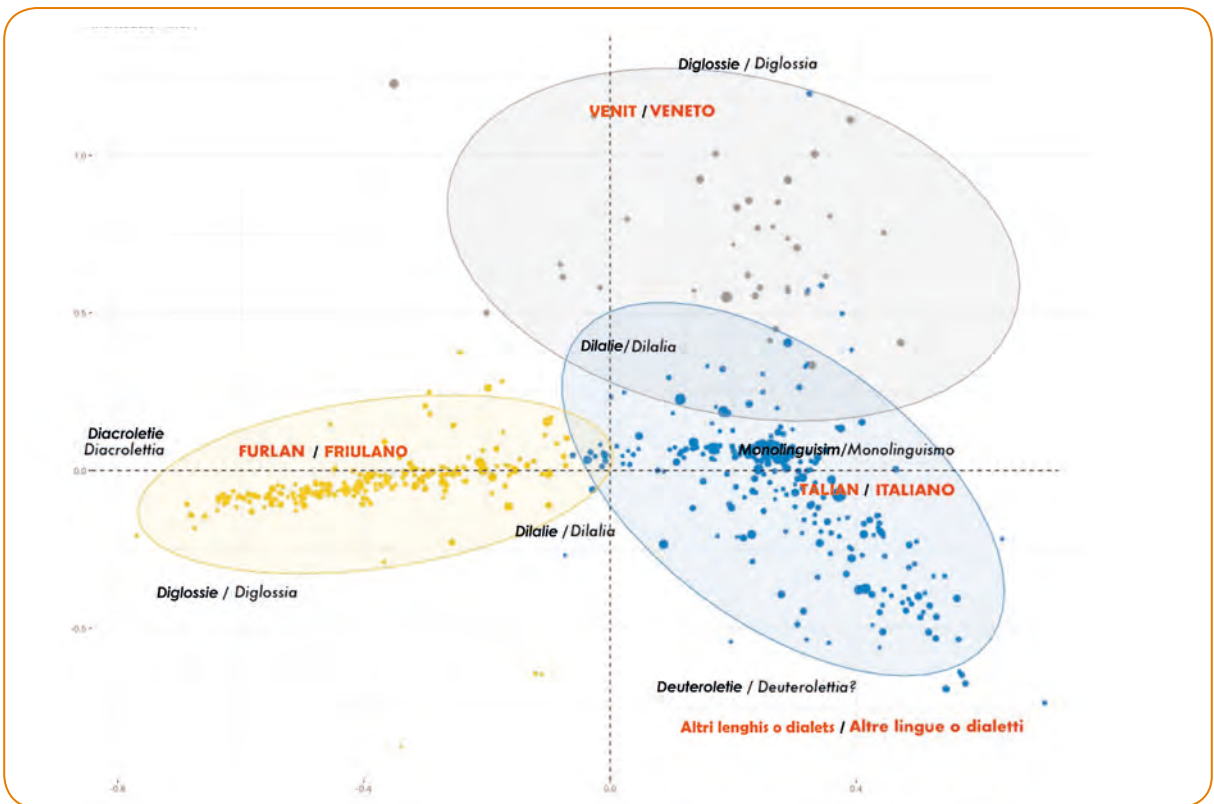 Diglossie / Diglossia
VENIT / VENETO
1.0
0.5
Dilalie/Dilalia
Diacroletie
Diacrolettia
FURLAN / FRIULANO
Monolinguisim/Monolinguismo
0.0
TALIAN / ITALIANO
Dilalie / Dilalia
Diglossie / Diglossia
-0.5
Deuteroletie / Deuterolettia?
Altri lenghis o dialets / Altre lingue o dialetti
-0.8
-0.4
0.0
0.4